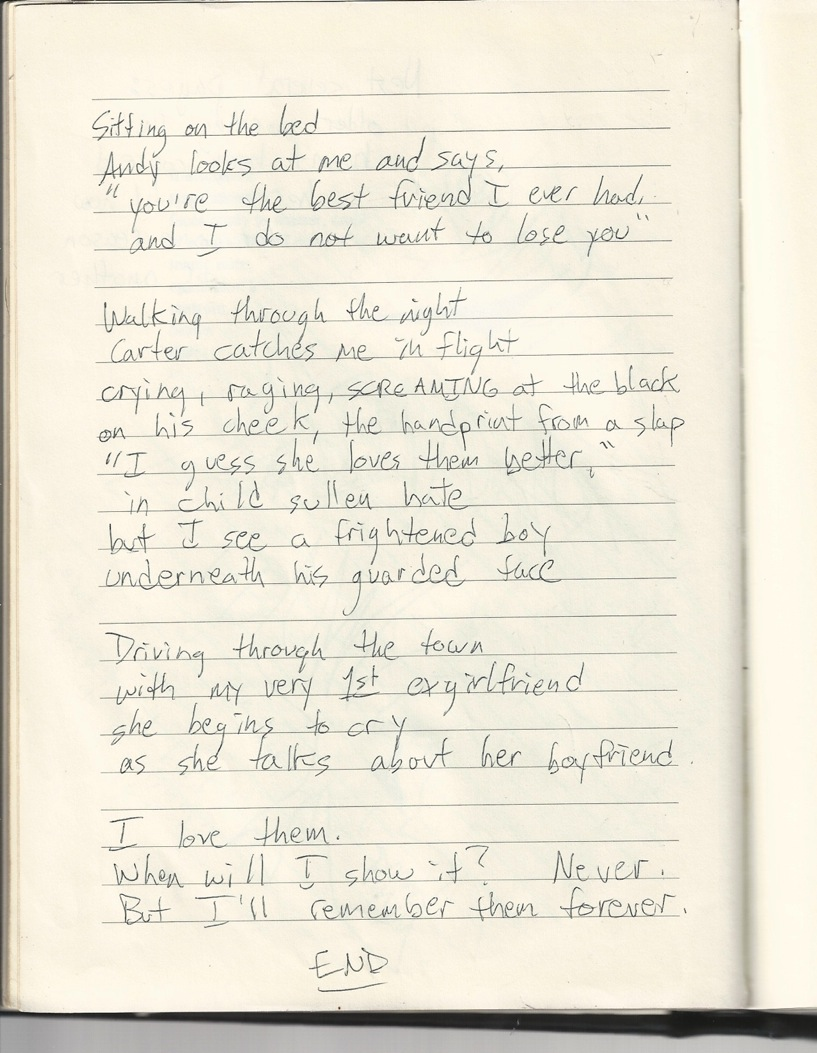 Sitting on the bed
Andy looks at me and says,
"you're the best friend I ever had,
and I do not want to lose you"
Walking through the night
Carter catches me in flight
crying, raging, SCREAMING at the black
on his cheek, the handprint from a slap
"I guess she loves them better,"
in child sullen hate
but I see a frightened boy
underneath his guarded face
Driving through the town
with my very 1st exgirlfriend
she begins to cry
as she talks about her boyfriend.
I love them.
When will I show it? Never.
But I'll remember them forever.
END